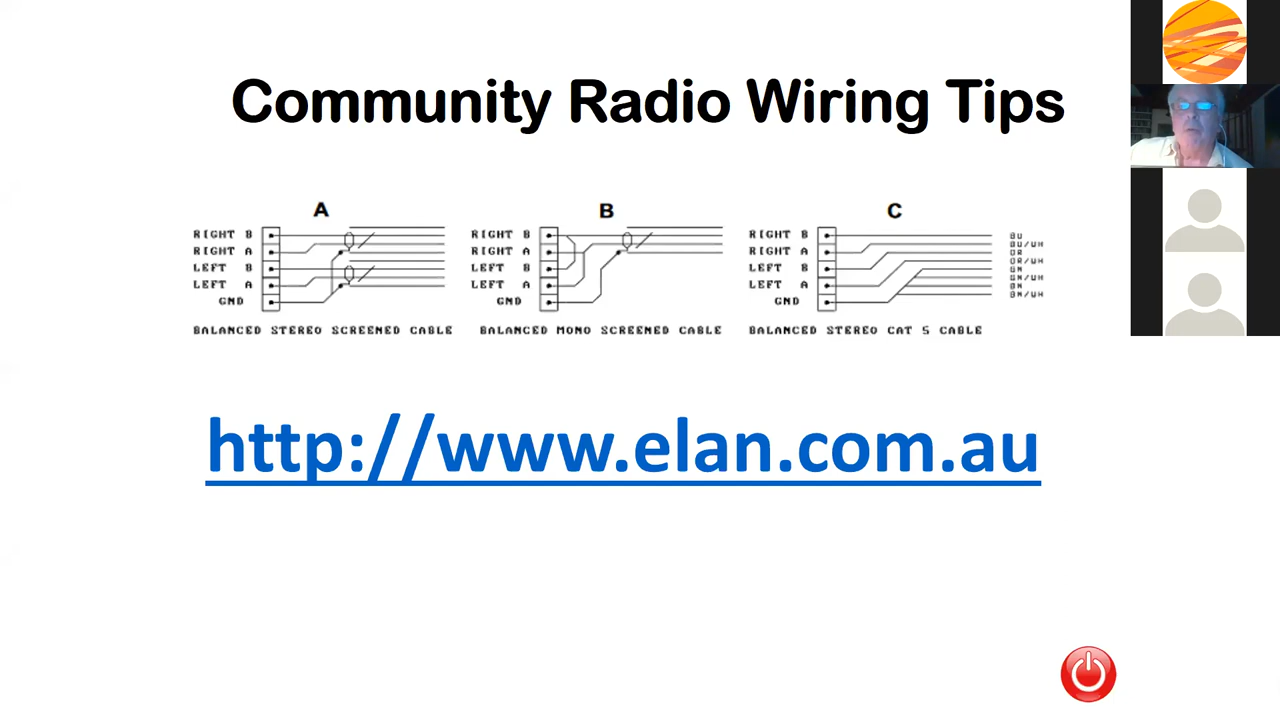 Community Radio Wiring Tips
A
RIGHT B
RIGHT A
LEFT B
LEFT A
GND
BALANCED STEREO SCREENED CABLE
B
RIGHT B
RIGHT A
LEFT B
LEFT A
GND
BALANCED MONO SCREENED CABLE
C
RIGHT B
RIGHT A
LEFT B
LEFT A
GND
BU
BU/WH
OR
OR/WH
GN
GN/WH
BN
BN/WH
BALANCED STEREO CAT 5 CABLE
http://www.elan.com.au